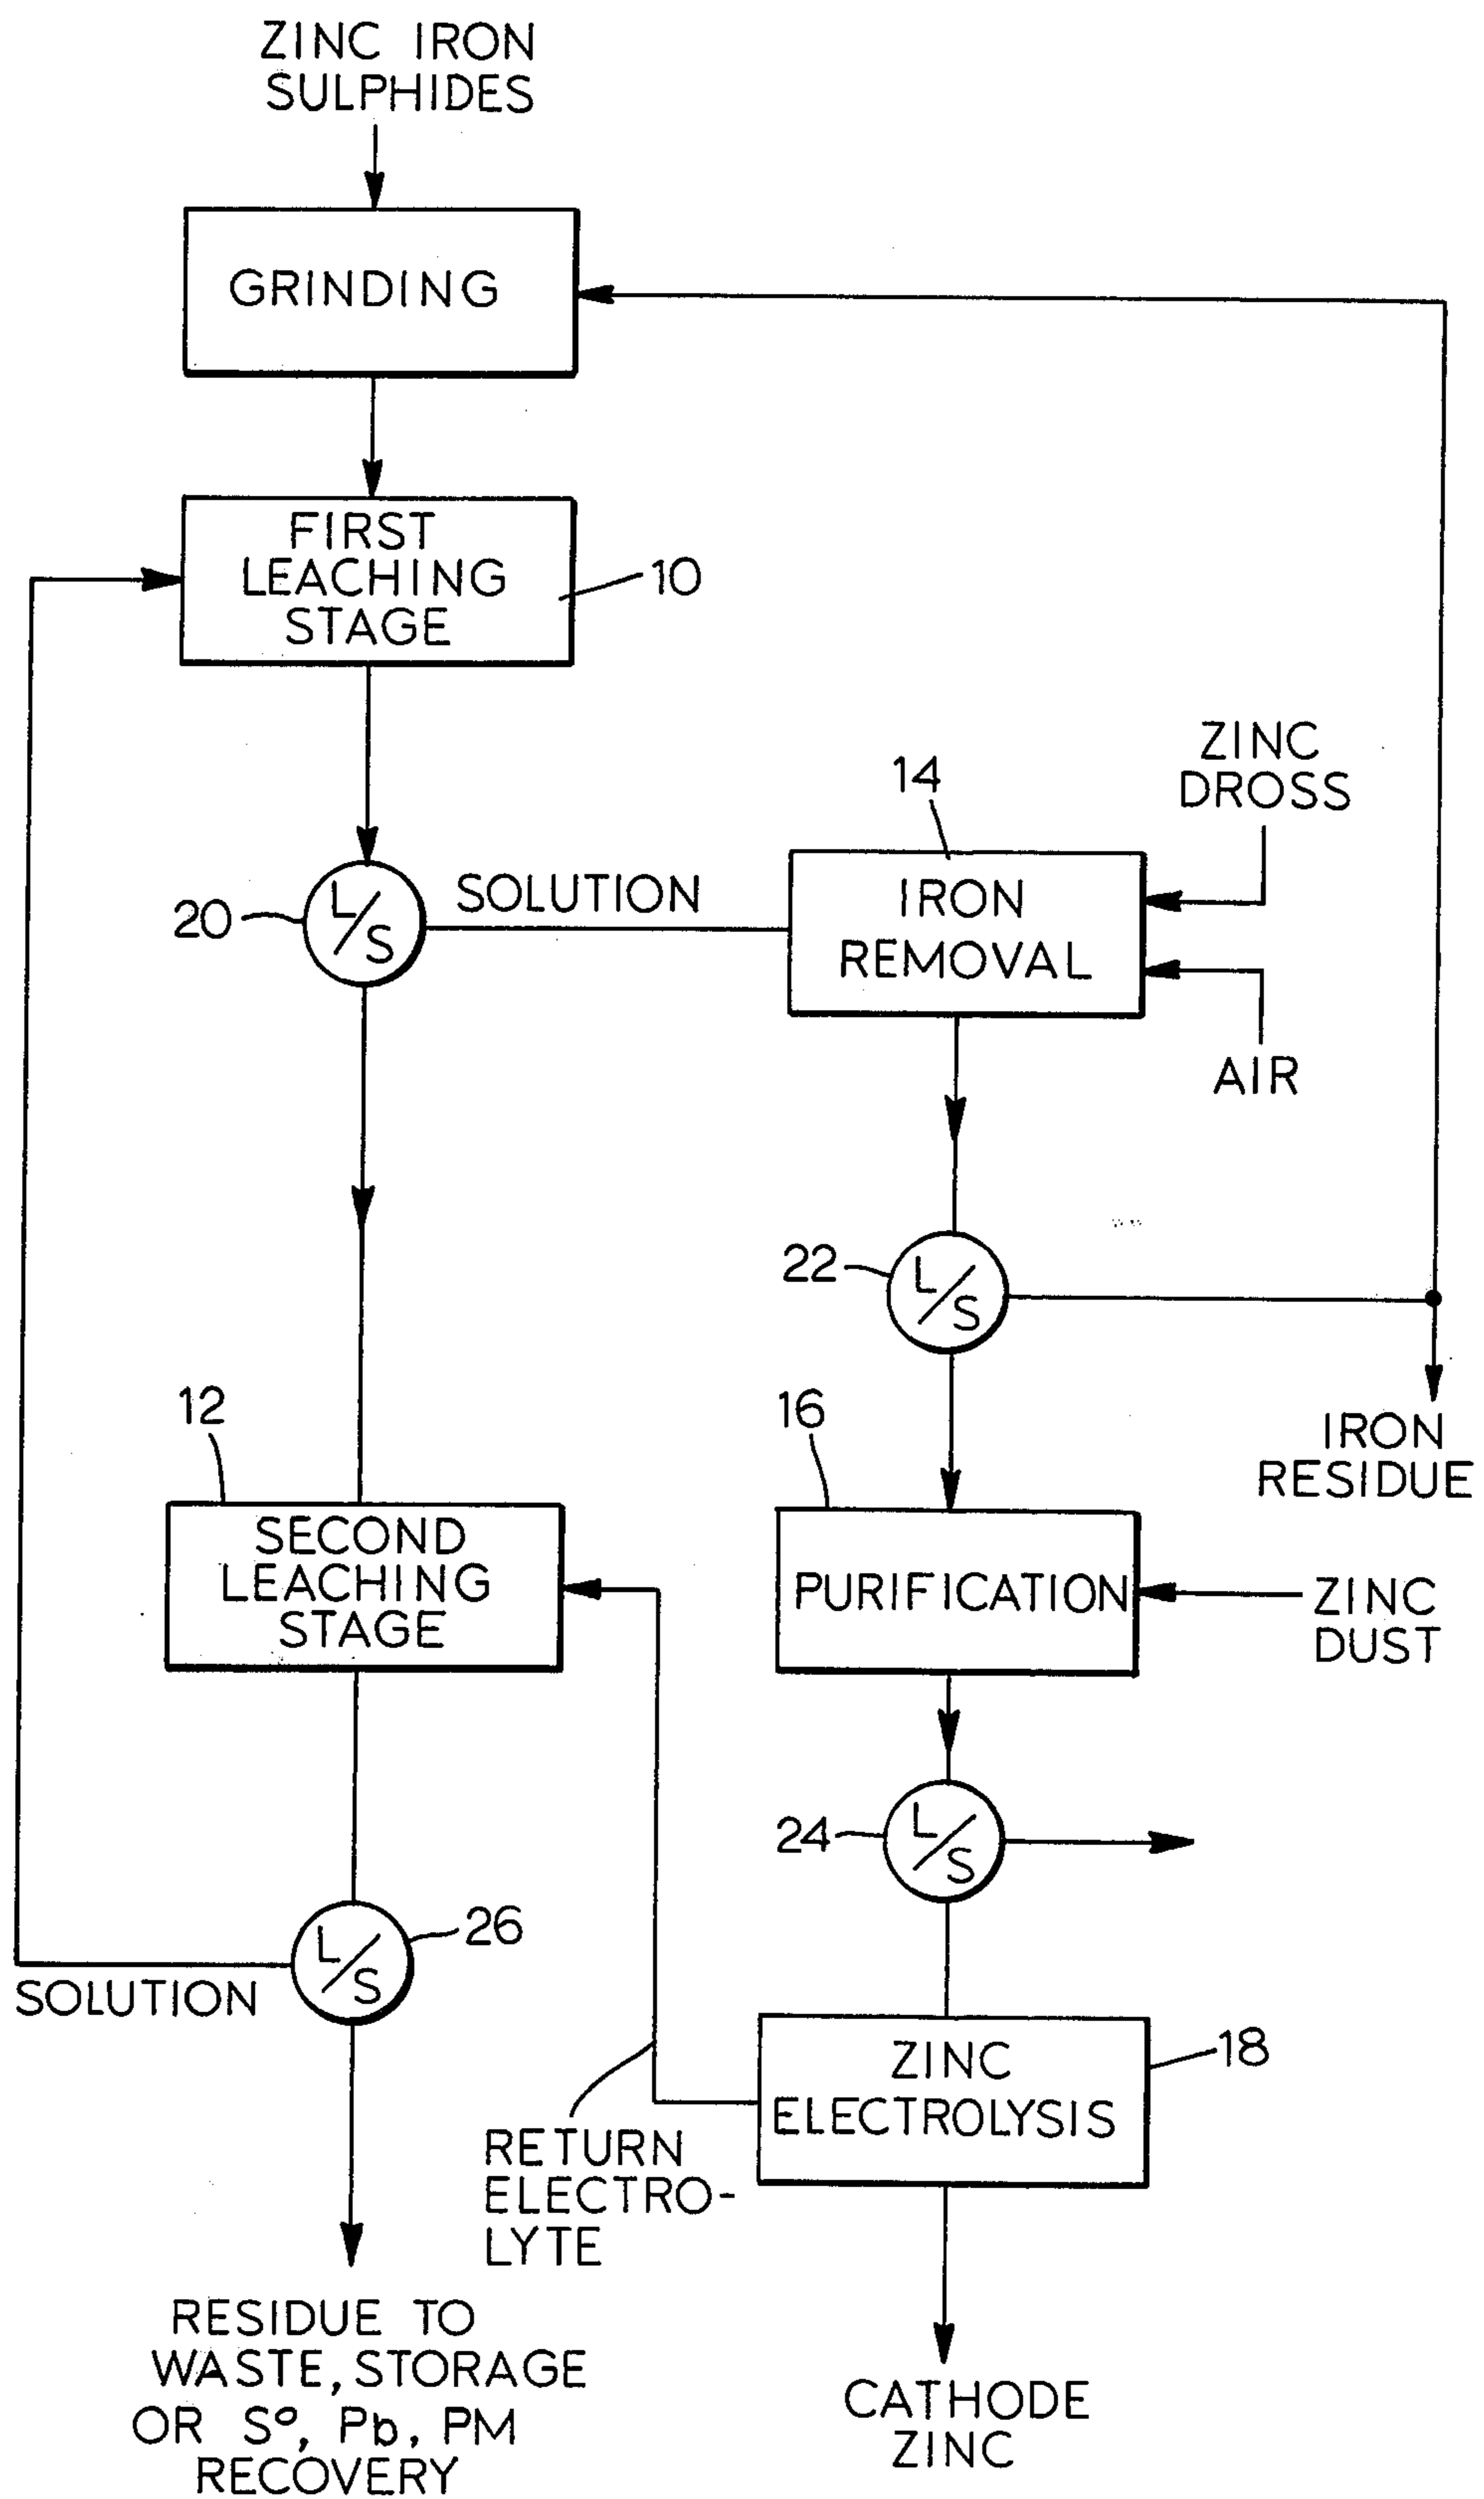 ZINC IRON
SULPHIDES
GRINDING
FIRST
LEACHING
STAGE
10
ZINC
DROSS
14
20
L/S
SOLUTION
IRON
REMOVAL
AIR
22
L/S
12
16
IRON
RESIDUE
SECOND
LEACHING
STAGE
PURIFICATION
ZINC
DUST
24
L/S
26
L/S
SOLUTION
18
ZINC
ELECTROLYSIS
RETURN
ELECTRO-
LYTE
RESIDUE TO
WASTE, STORAGE
OR S°, Pb, PM
RECOVERY
CATHODE
ZINC